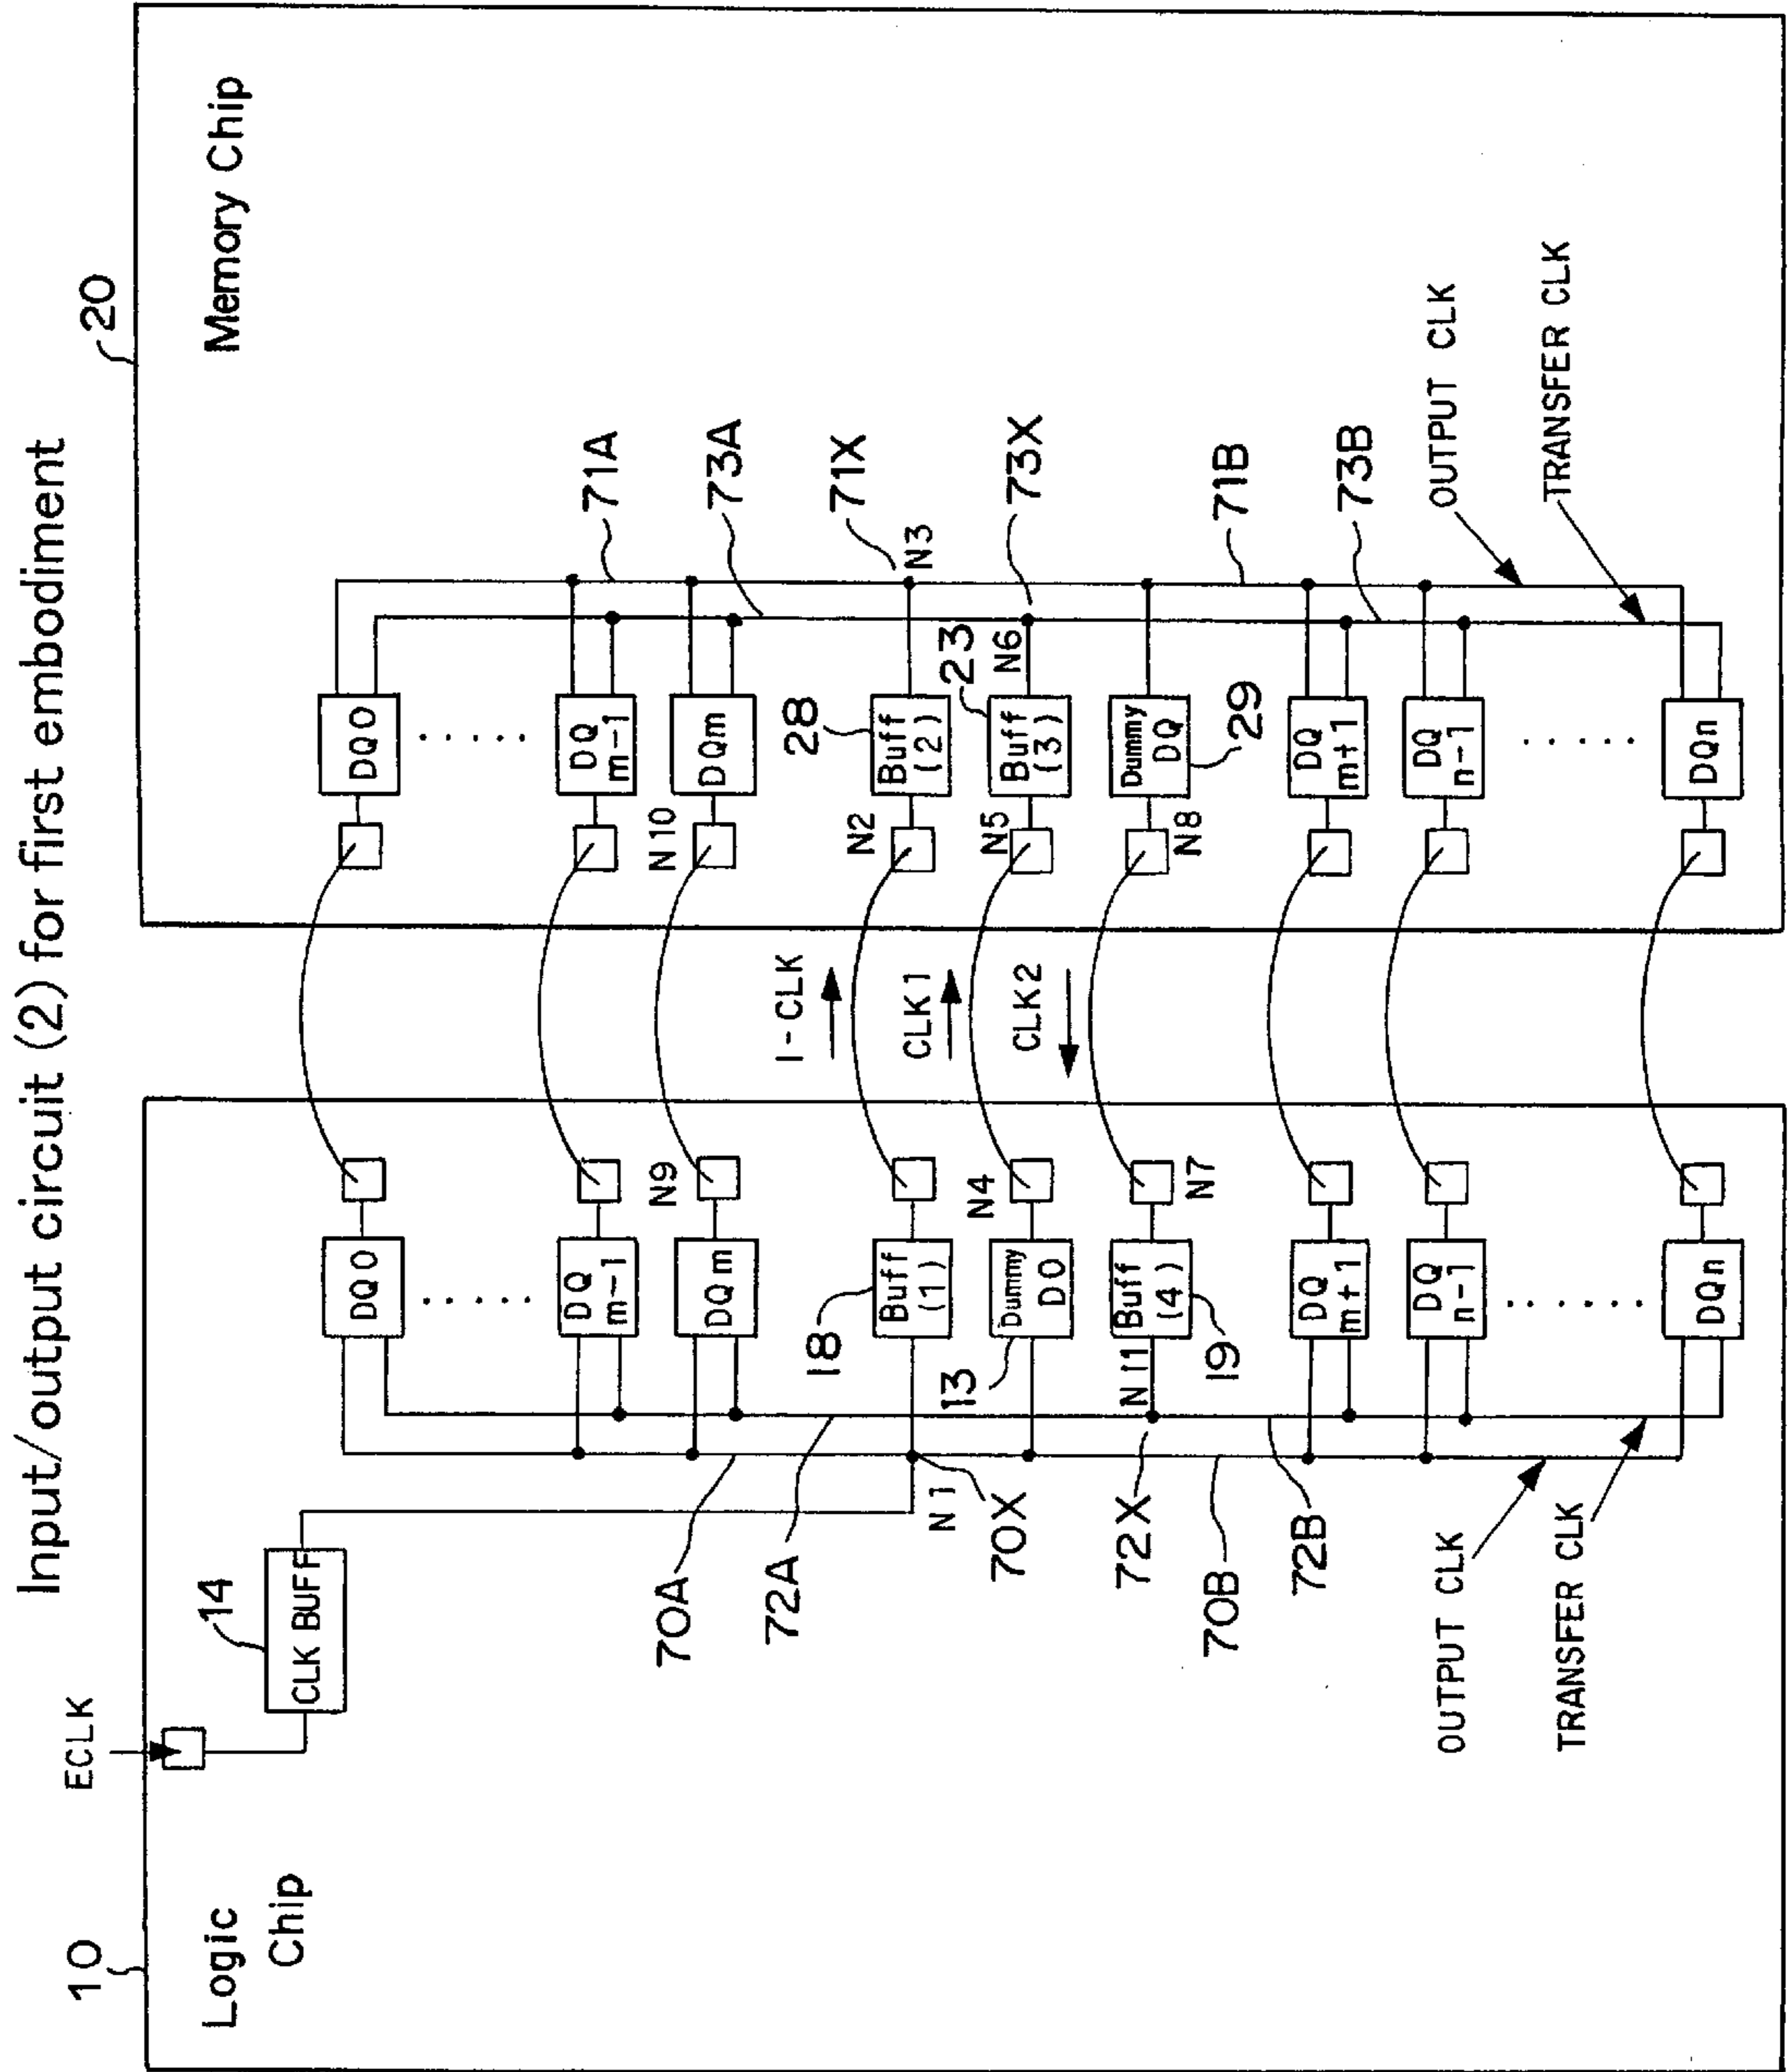 Input/output circuit (2) for first embodiment
10
Logic
Chip
ECLK
14
CLK BUFF
70A
72A
N1
70X
72X
70B
72B
OUTPUT CLK
TRANSFER CLK
DQ0
.....
DQ
m-1
DQm
N9
18
Buff
(1)
13
Dummy
DO
N4
N11
Buff
(4)
19
N7
DQ
m+1
DQ
n-1
......
DQn
I-CLK
CLK1
CLK2
20
Memory Chip
DQ0
.....
DQ
m-1
DQm
N10
28
Buff
(2)
N2
23
Buff
(3)
N5
N6
Dummy
DQ
29
N8
DQ
m+1
DQ
n-1
.....
DQn
71A
73A
71X
N3
73X
71B
73B
OUTPUT CLK
TRANSFER CLK